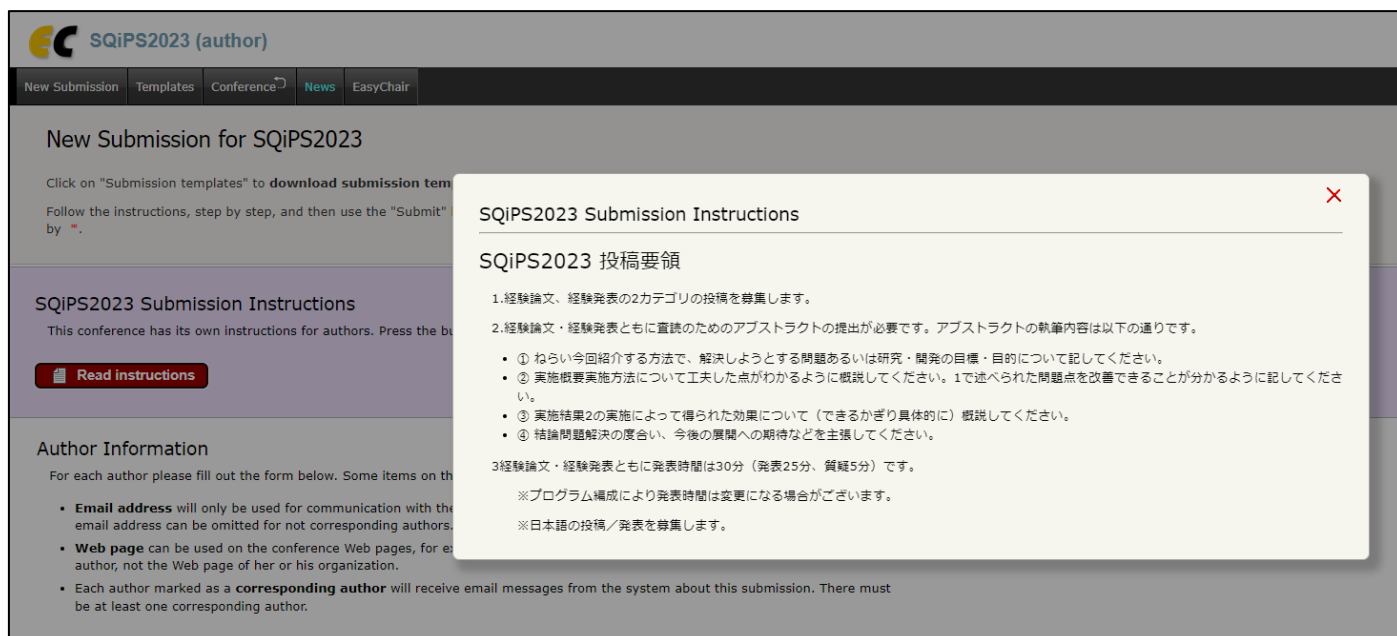 SQiPS2023 (author)
New Submission
Templates
Conference
News
EasyChair
New Submission for SQiPS2023
Click on "Submission templates" to download submission tem
Follow the instructions, step by step, and then use the "Submit"
by ".
SQiPS2023 Submission Instructions
This conference has its own instructions for authors. Press the bu
Read instructions
Author Information
For each author please fill out the form below. Some items on th
• Email address will only be used for communication with the
email address can be omitted for not corresponding authors.
• Web page can be used on the conference Web pages, for ex
author, not the Web page of her or his organization.
• Each author marked as a corresponding author will receive email messages from the system about this submission. There must
be at least one corresponding author.
SQiPS2023 Submission Instructions
SQiPS2023 投稿要領
1.経験論文、経験発表の2カテゴリの投稿を募集します。
2.経験論文・経験発表ともに査読のためのアブストラクトの提出が必要です。アブストラクトの執筆内容は以下の通りです。
• ① ねらい今回紹介する方法で、解決しようとする問題あるいは研究・開発の目標・目的について記してください。
• ② 実施概要実施方法について工夫した点がわかるように概説してください。1で述べられた問題点を改善できることが分かるように記してくださ
い。
• ③ 実施結果2の実施によって得られた効果について（できるかぎり具体的に）概説してください。
• ④ 結論問題解決の度合い、今後の展開への期待などを主張してください。
3経験論文・経験発表ともに発表時間は30分（発表25分、質疑5分）です。
※プログラム編成により発表時間は変更になる場合がございます。
※日本語の投稿／発表を募集します。